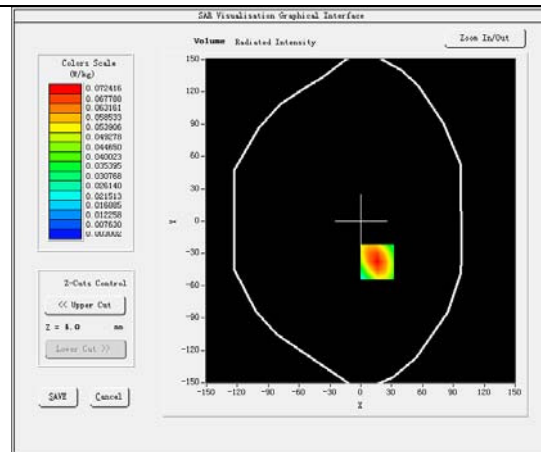 SAR Visualisation Graphical Interface
Volume Radiated Intensity
Zoom In/Out
Colors Scale
(W/kg)
0.072416
0.067788
0.063161
0.058533
0.053906
0.049278
0.044650
0.040023
0.035395
0.030768
0.026140
0.021513
0.016885
0.012258
0.007630
0.003002
Z-Cuts Control
<< Upper Cut
Z = 4.0 mm
Lower Cut >>
SAVE Cancel
150
120
90
60
30
0
-30
-60
-90
-120
-150
Y
-150 -120 -90 -60 -30 0 30 60 90 120 150
X